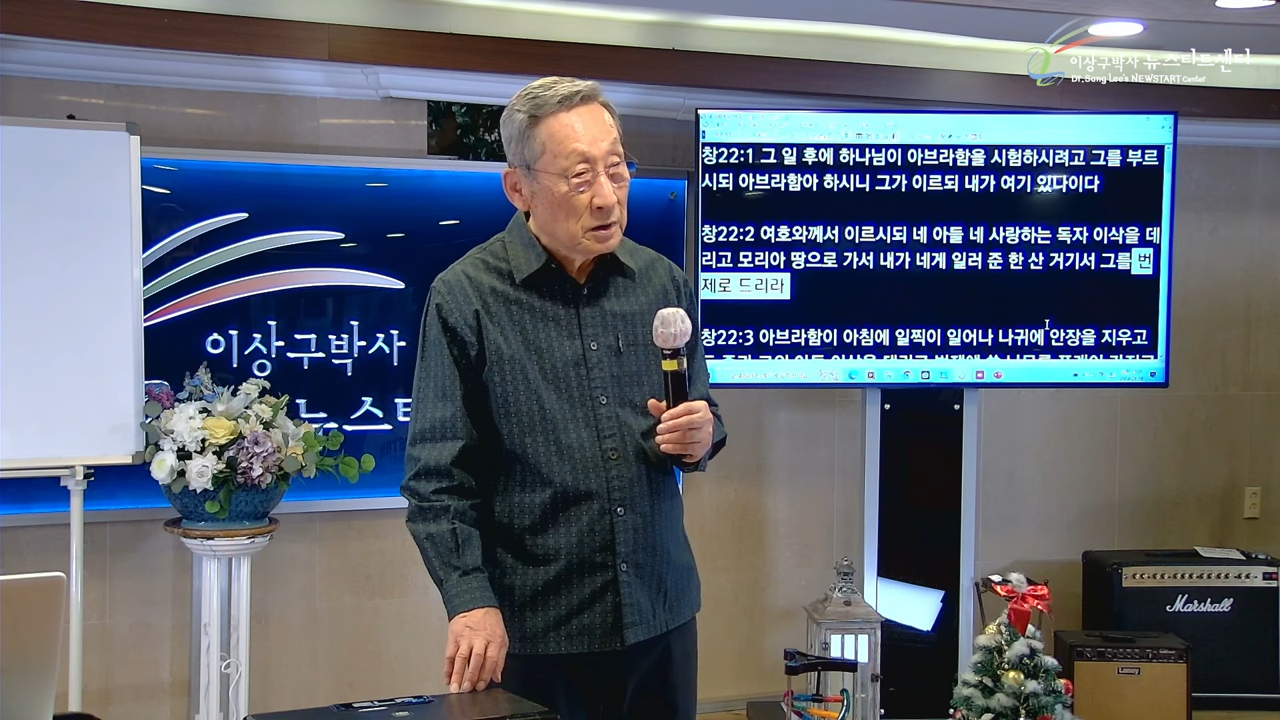 이상구박사 뉴스타트센터
Dr. Sang Lee's NEWSTART Center
창22:1 그 일 후에 하나님이 아브라함을 시험하시려고 그를 부르
시되 아브라함아 하시니 그가 이르되 내가 여기 있나이다
창22:2 여호와께서 이르시되 네 아들 네 사랑하는 독자 이삭을 데
리고 모리아 땅으로 가서 내가 네게 일러 준 한 산 거기서 그를 번
제로 드리라
창22:3 아브라함이 아침에 일찍이 일어나 나귀에 안장을 지우고
이상구박사
뉴스타
Marshall
Laney